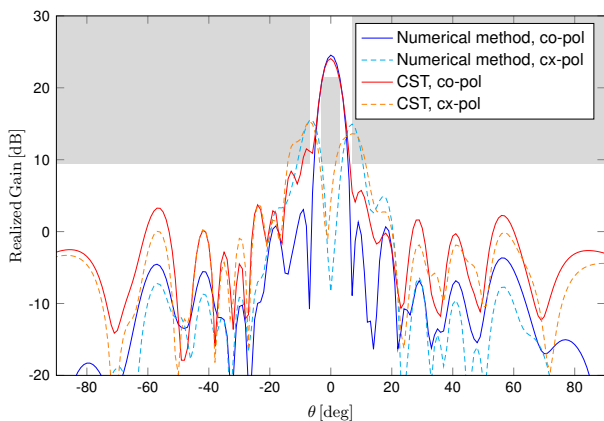 30
20
10
0
-10
-20
-80
-60
-40
-20
0
20
40
60
80
Realized Gain [dB]
θ [deg]
Numerical method, co-pol
Numerical method, cx-pol
CST, co-pol
CST, cx-pol